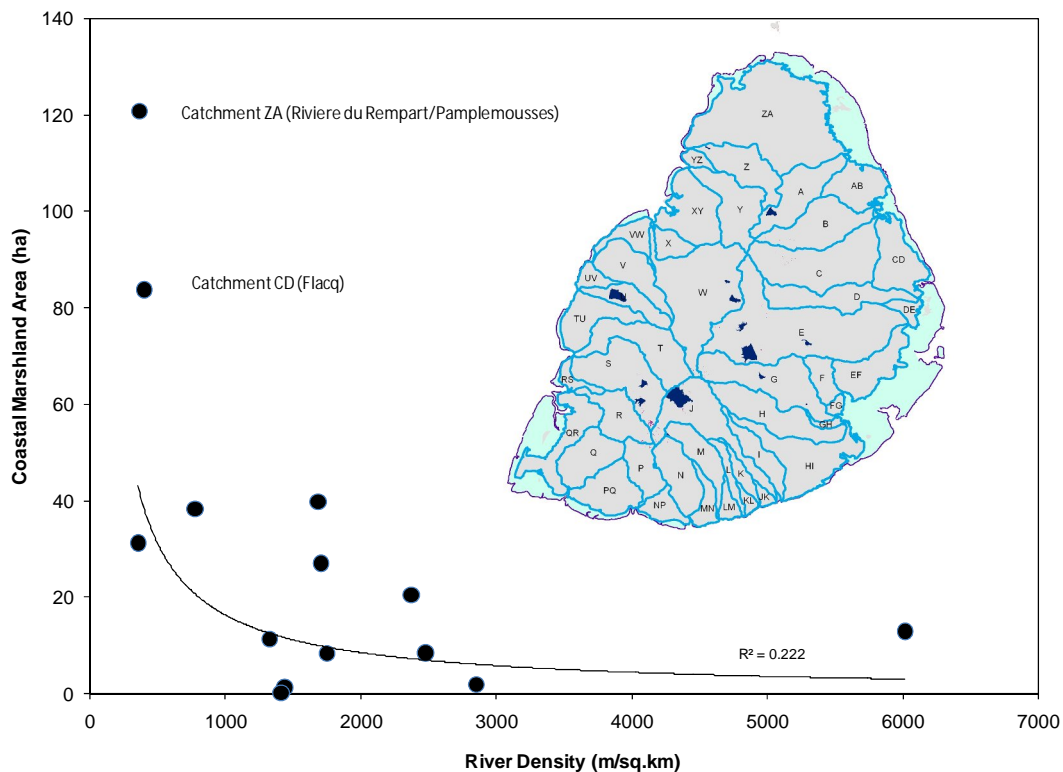 140
120
100
80
60
40
20
0
Coastal Marshland Area (ha)
Catchment ZA (Riviere du Rempart/Pamplemousses)
Catchment CD (Flacq)
ZA
YZ
Z
A
AB
XY
Y
B
VW
X
V
C
CD
UV
W
D
DE
TU
E
T
S
RS
G
F
EF
FG
J
H
GH
R
QR
M
I
Q
P
N
L
K
HI
PQ
NP
MN
LM
KL
JK
R² = 0.222
0 1000 2000 3000 4000 5000 6000 7000
River Density (m/sq.km)